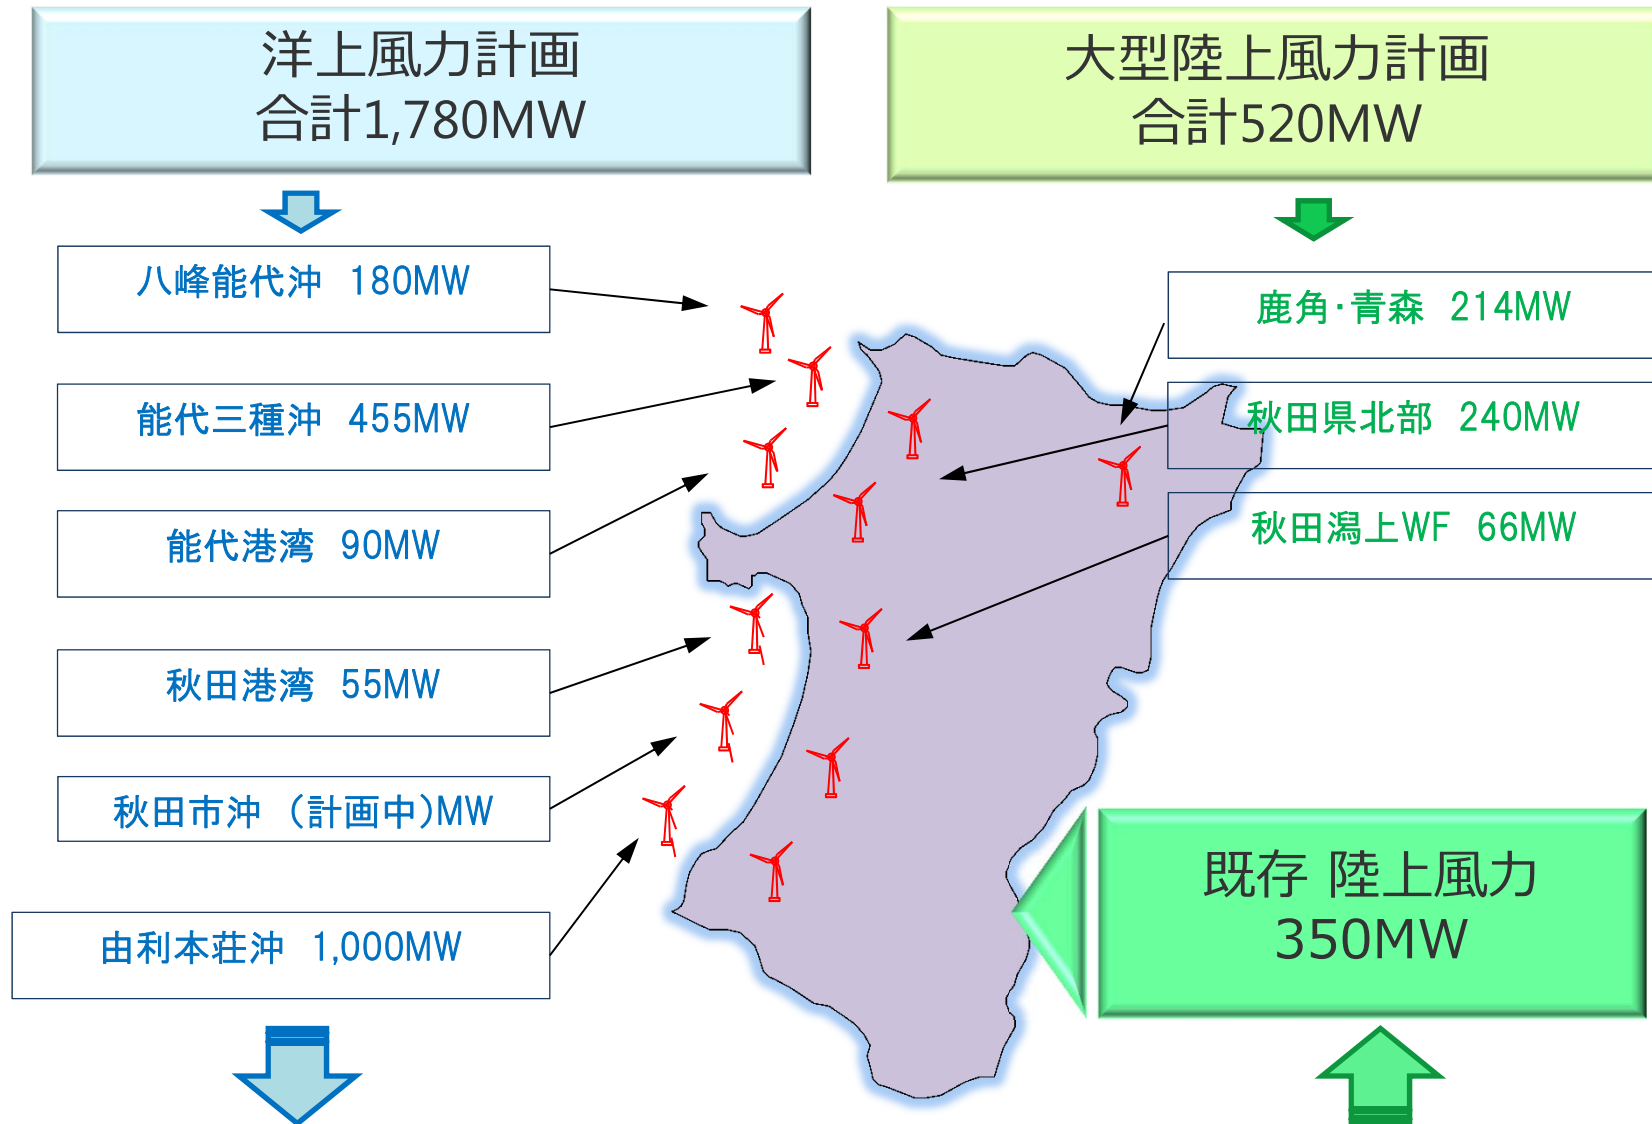 洋上風力計画
合計1,780MW
大型陸上風力計画
合計520MW
八峰能代沖　180MW
能代三種沖　455MW
能代港湾　90MW
秋田港湾　55MW
秋田市沖　（計画中）MW
由利本荘沖　1,000MW
鹿角・青森　214MW
秋田県北部　240MW
秋田潟上WF　66MW
既存 陸上風力
350MW